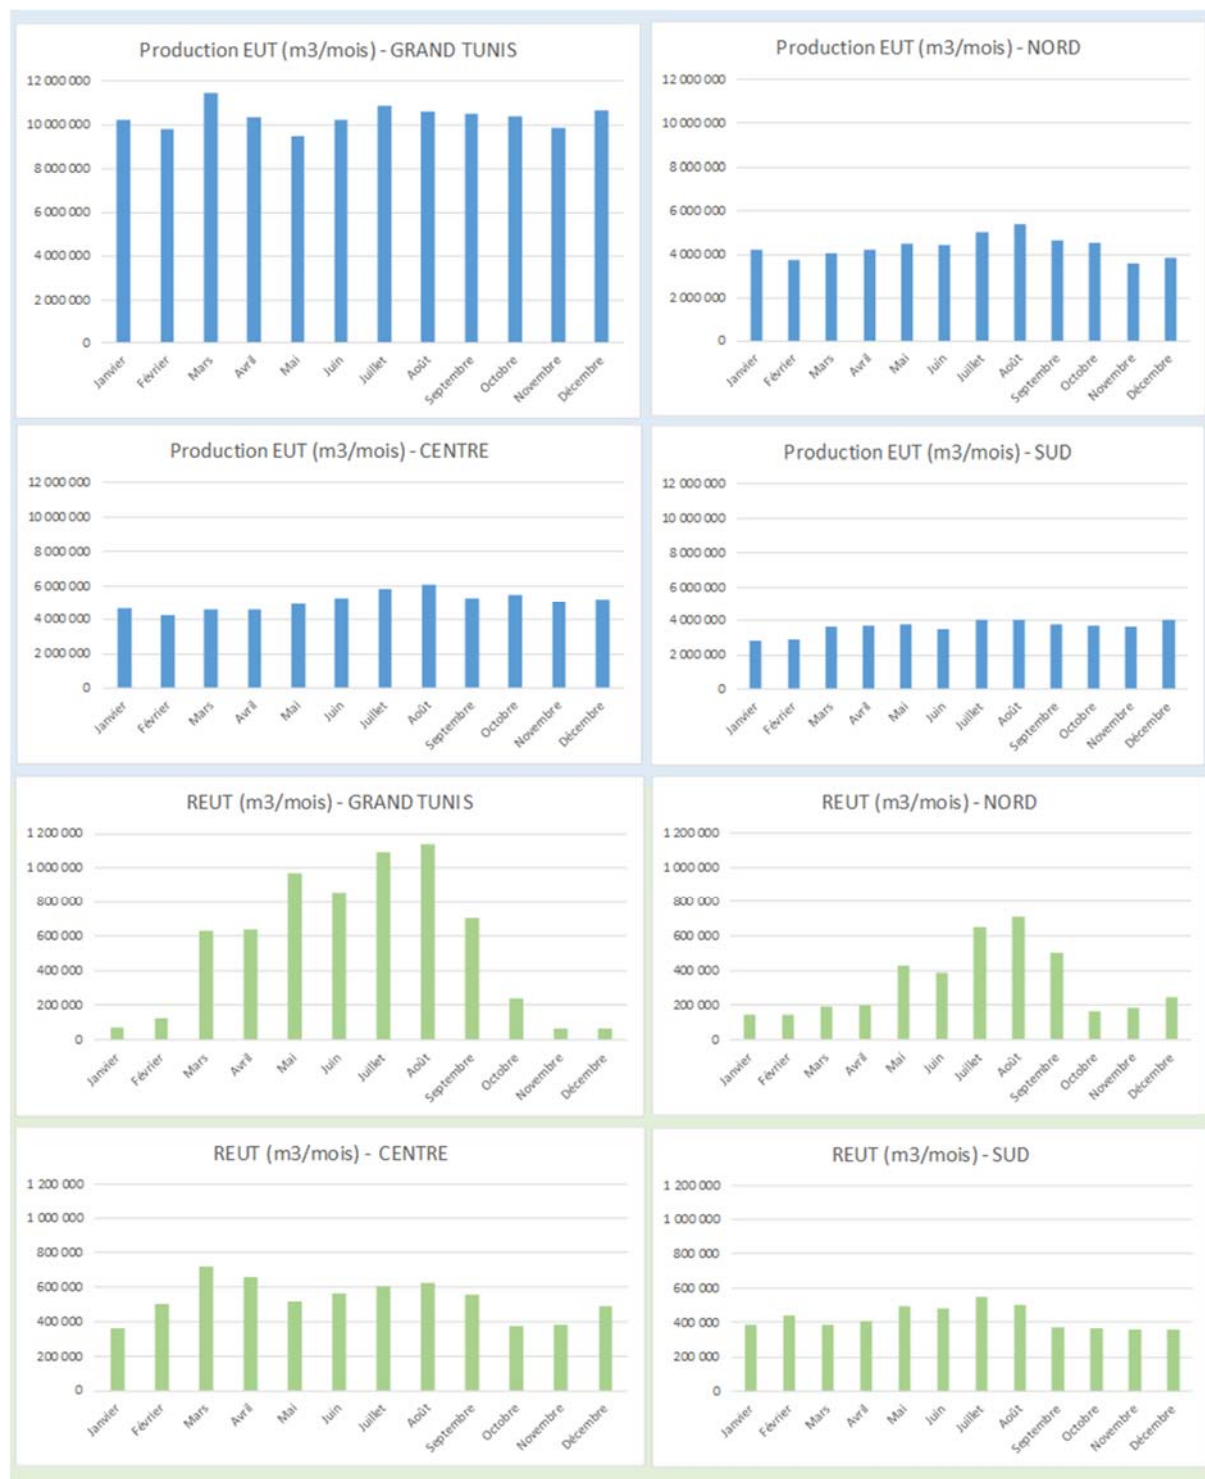 Production EUT (m3/mois) - GRAND TUNIS
12 000 000
10 000 000
8 000 000
6 000 000
4 000 000
2 000 000
0
Janvier
Février
Mars
Avril
Mai
Juin
Juillet
Août
Septembre
Octobre
Novembre
Décembre
Production EUT (m3/mois) - NORD
12 000 000
10 000 000
8 000 000
6 000 000
4 000 000
2 000 000
0
Janvier
Février
Mars
Avril
Mai
Juin
Juillet
Août
Septembre
Octobre
Novembre
Décembre
Production EUT (m3/mois) - CENTRE
12 000 000
10 000 000
8 000 000
6 000 000
4 000 000
2 000 000
0
Janvier
Février
Mars
Avril
Mai
Juin
Juillet
Août
Septembre
Octobre
Novembre
Décembre
Production EUT (m3/mois) - SUD
12 000 000
10 000 000
8 000 000
6 000 000
4 000 000
2 000 000
0
Janvier
Février
Mars
Avril
Mai
Juin
Juillet
Août
Septembre
Octobre
Novembre
Décembre
REUT (m3/mois) - GRAND TUNIS
1 200 000
1 000 000
800 000
600 000
400 000
200 000
0
Janvier
Février
Mars
Avril
Mai
Juin
Juillet
Août
Septembre
Octobre
Novembre
Décembre
REUT (m3/mois) - NORD
1 200 000
1 000 000
800 000
600 000
400 000
200 000
0
Janvier
Février
Mars
Avril
Mai
Juin
Juillet
Août
Septembre
Octobre
Novembre
Décembre
REUT (m3/mois) - CENTRE
1 200 000
1 000 000
800 000
600 000
400 000
200 000
0
Janvier
Février
Mars
Avril
Mai
Juin
Juillet
Août
Septembre
Octobre
Novembre
Décembre
REUT (m3/mois) - SUD
1 200 000
1 000 000
800 000
600 000
400 000
200 000
0
Janvier
Février
Mars
Avril
Mai
Juin
Juillet
Août
Septembre
Octobre
Novembre
Décembre